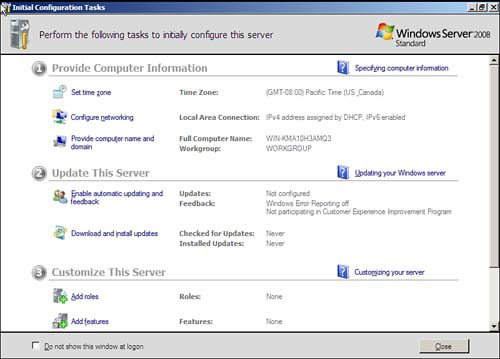 Initial Configuration Tasks
Perform the following tasks to initially configure this server
Windows Server 2008
Standard
1 Provide Computer Information
Specifying computer information
Set time zone
Time Zone:
(GMT-08:00) Pacific Time (US_Canada)
Configure networking
Local Area Connection:
IPv4 address assigned by DHCP, IPv6 enabled
Provide computer name and domain
Full Computer Name:
WIN-KMA10H3AMQ3
Workgroup:
WORKGROUP
2 Update This Server
Updating your Windows server
Enable automatic updating and feedback
Updates:
Not configured
Feedback:
Windows Error Reporting off
Not participating in Customer Experience Improvement Program
Download and install updates
Checked for Updates:
Never
Installed Updates:
Never
3 Customize This Server
Customizing your server
Add roles
Roles:
None
Add features
Features:
None
Do not show this window at logon
Close